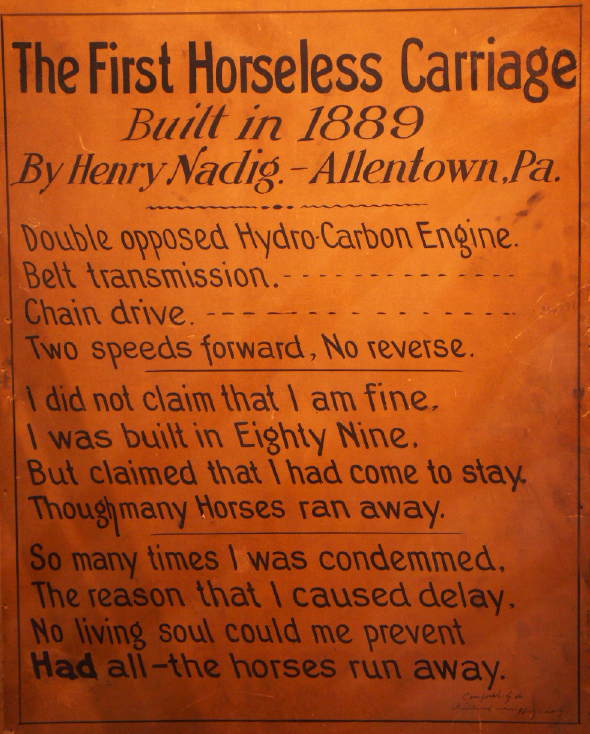 The First Horseless Carriage
Built in 1889
By Henry Nadig. - Allentown, Pa.
Double opposed Hydro-Carbon Engine.
Belt transmission.
Chain drive.
Two speeds forward, No reverse.
I did not claim that I am fine,
I was built in Eighty Nine,
But claimed that I had come to stay,
Though many Horses ran away.
So many times I was condemmed,
The reason that I caused delay,
No living soul could me prevent
Had all - the horses run away.